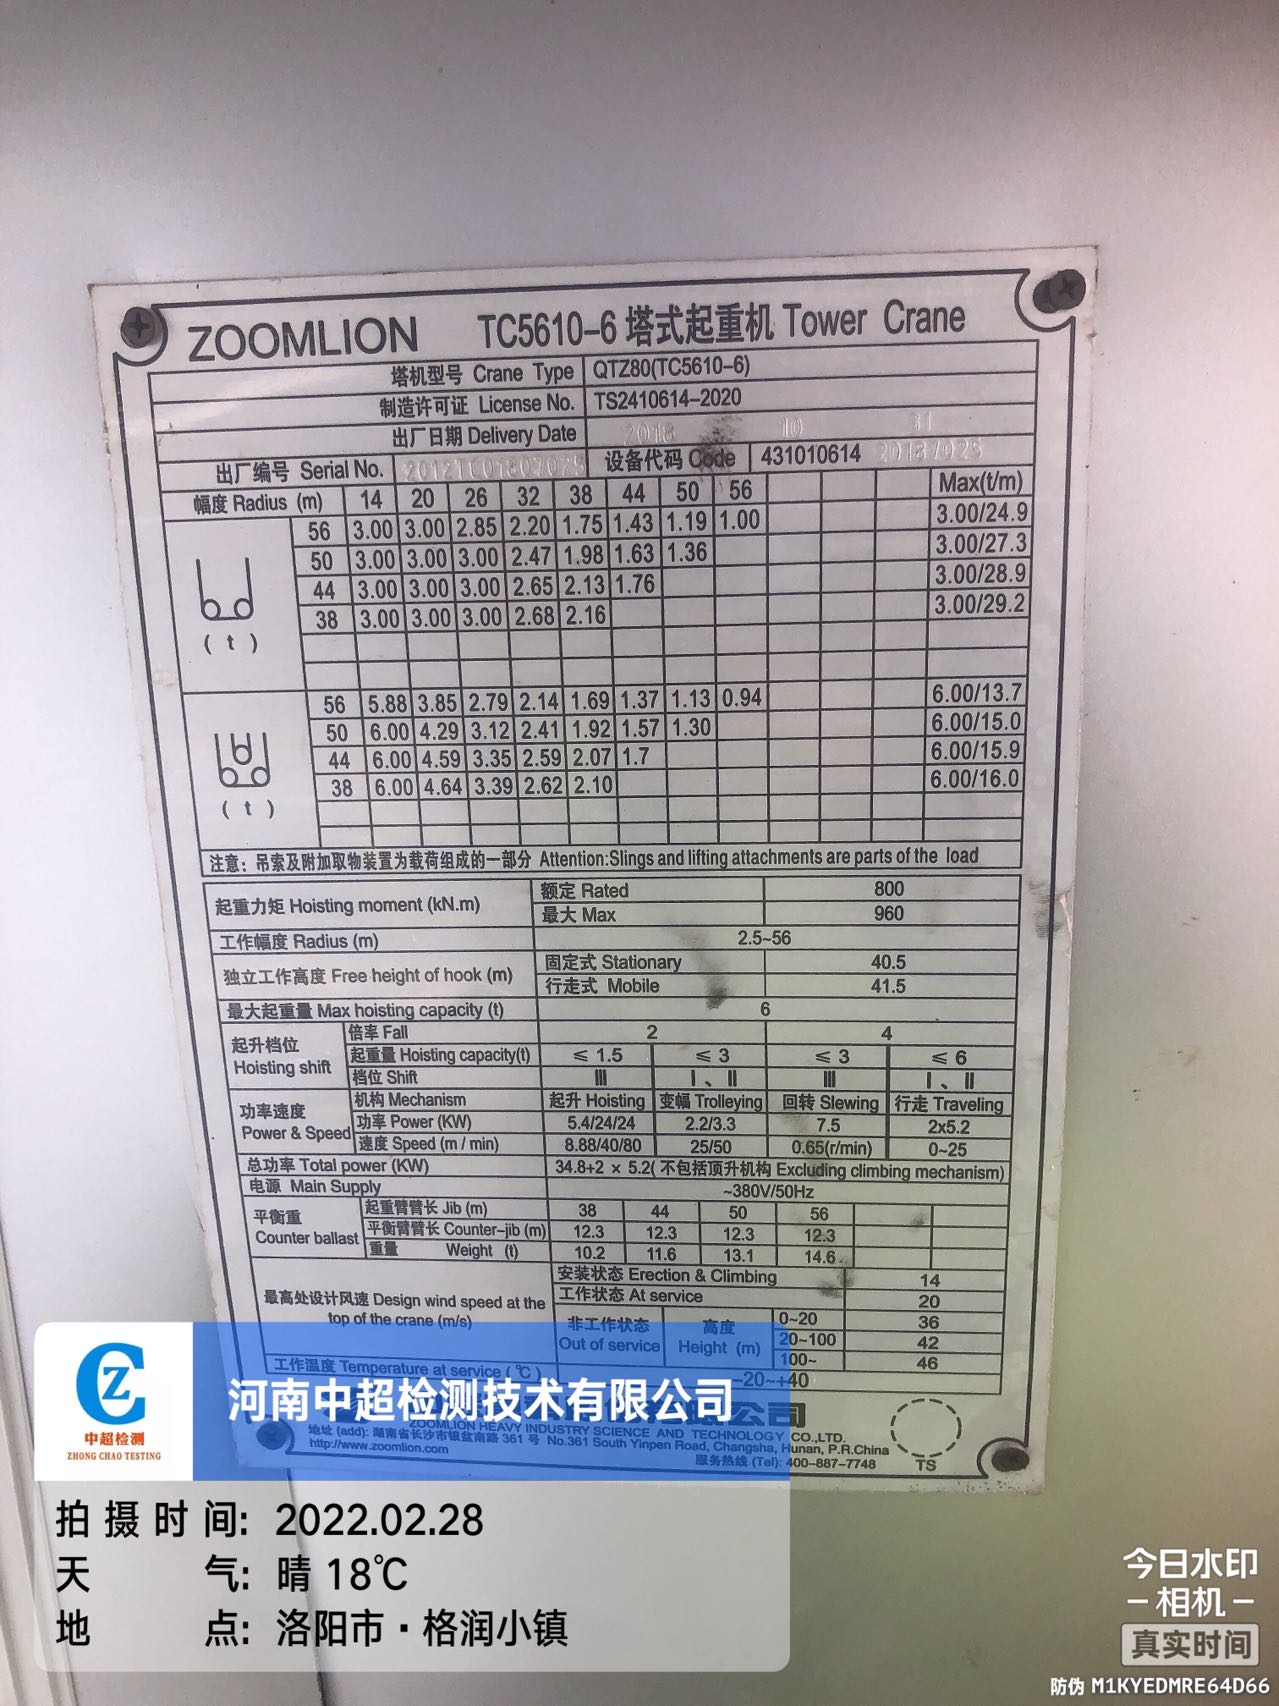 ZOOMLION TC5610-6 塔式起重机 Tower Crane
塔机型号 Crane Type QTZ80(TC5610-6)
制造许可证 License No. TS2410614-2020
出厂日期 Delivery Date 2018 10 31
出厂编号 Serial No. 设备代码 Code 431010614
幅度 Radius (m) 14 20 26 32 38 44 50 56 Max(t/m)
56 3.00 3.00 2.85 2.20 1.75 1.43 1.19 1.00 3.00/24.9
50 3.00 3.00 3.00 2.47 1.98 1.63 1.36 3.00/27.3
44 3.00 3.00 3.00 2.65 2.13 1.76 3.00/28.9
38 3.00 3.00 3.00 2.68 2.16 3.00/29.2
( t )
56 5.88 3.85 2.79 2.14 1.69 1.37 1.13 0.94 6.00/13.7
50 6.00 4.29 3.12 2.41 1.92 1.57 1.30 6.00/15.0
44 6.00 4.59 3.35 2.59 2.07 1.7 6.00/15.9
38 6.00 4.64 3.39 2.62 2.10 6.00/16.0
( t )
注意: 吊索及附加取物装置为载荷组成的一部分 Attention:Slings and lifting attachments are parts of the load
起重力矩 Hoisting moment (kN.m) 额定 Rated 800
最大 Max 960
工作幅度 Radius (m) 2.5~56
独立工作高度 Free height of hook (m) 固定式 Stationary 40.5
行走式 Mobile 41.5
最大起重量 Max hoisting capacity (t) 6
起升档位 Hoisting shift 倍率 Fall 2 4
起重量 Hoisting capacity(t) ≤ 1.5 ≤ 3 ≤ 3 ≤ 6
档位 Shift Ⅲ Ⅰ、Ⅱ Ⅲ Ⅰ、Ⅱ
功率速度 Power & Speed 机构 Mechanism 起升 Hoisting 变幅 Trolleying 回转 Slewing 行走 Traveling
功率 Power (KW) 5.4/24/24 2.2/3.3 7.5 2x5.2
速度 Speed (m / min) 8.88/40/80 25/50 0.65(r/min) 0~25
总功率 Total power (KW) 34.8+2 × 5.2( 不包括顶升机构 Excluding climbing mechanism)
电源 Main Supply ~380V/50Hz
平衡重 Counter ballast 起重臂臂长 Jib (m) 38 44 50 56
平衡臂臂长 Counter-jib (m) 12.3 12.3 12.3 12.3
重量 Weight (t) 10.2 11.6 13.1 14.6
最高处设计风速 Design wind speed at the top of the crane (m/s) 安装状态 Erection & Climbing 14
工作状态 At service 20
非工作状态 Out of service 高度 Height (m) 0~20 36
20~100 42
100~ 46
工作温度 Temperature at service (℃) -20~+40
公司
ZOOMLION HEAVY INDUSTRY SCIENCE AND TECHNOLOGY CO.,LTD.
地址 (add): 湖南省长沙市银盆南路 361 号 No.361 South Yinpen Road, Changsha, Hunan, P.R.China
http://www.zoomlion.com 服务热线 (Tel): 400-887-7748
TS
中超检测
ZHONG CHAO TESTING
河南中超检测技术有限公司
拍摄时间: 2022.02.28
天气: 晴 18℃
地点: 洛阳市·格润小镇
今日水印
-相机-
真实时间
防伪 M1KYEDMRE64D66